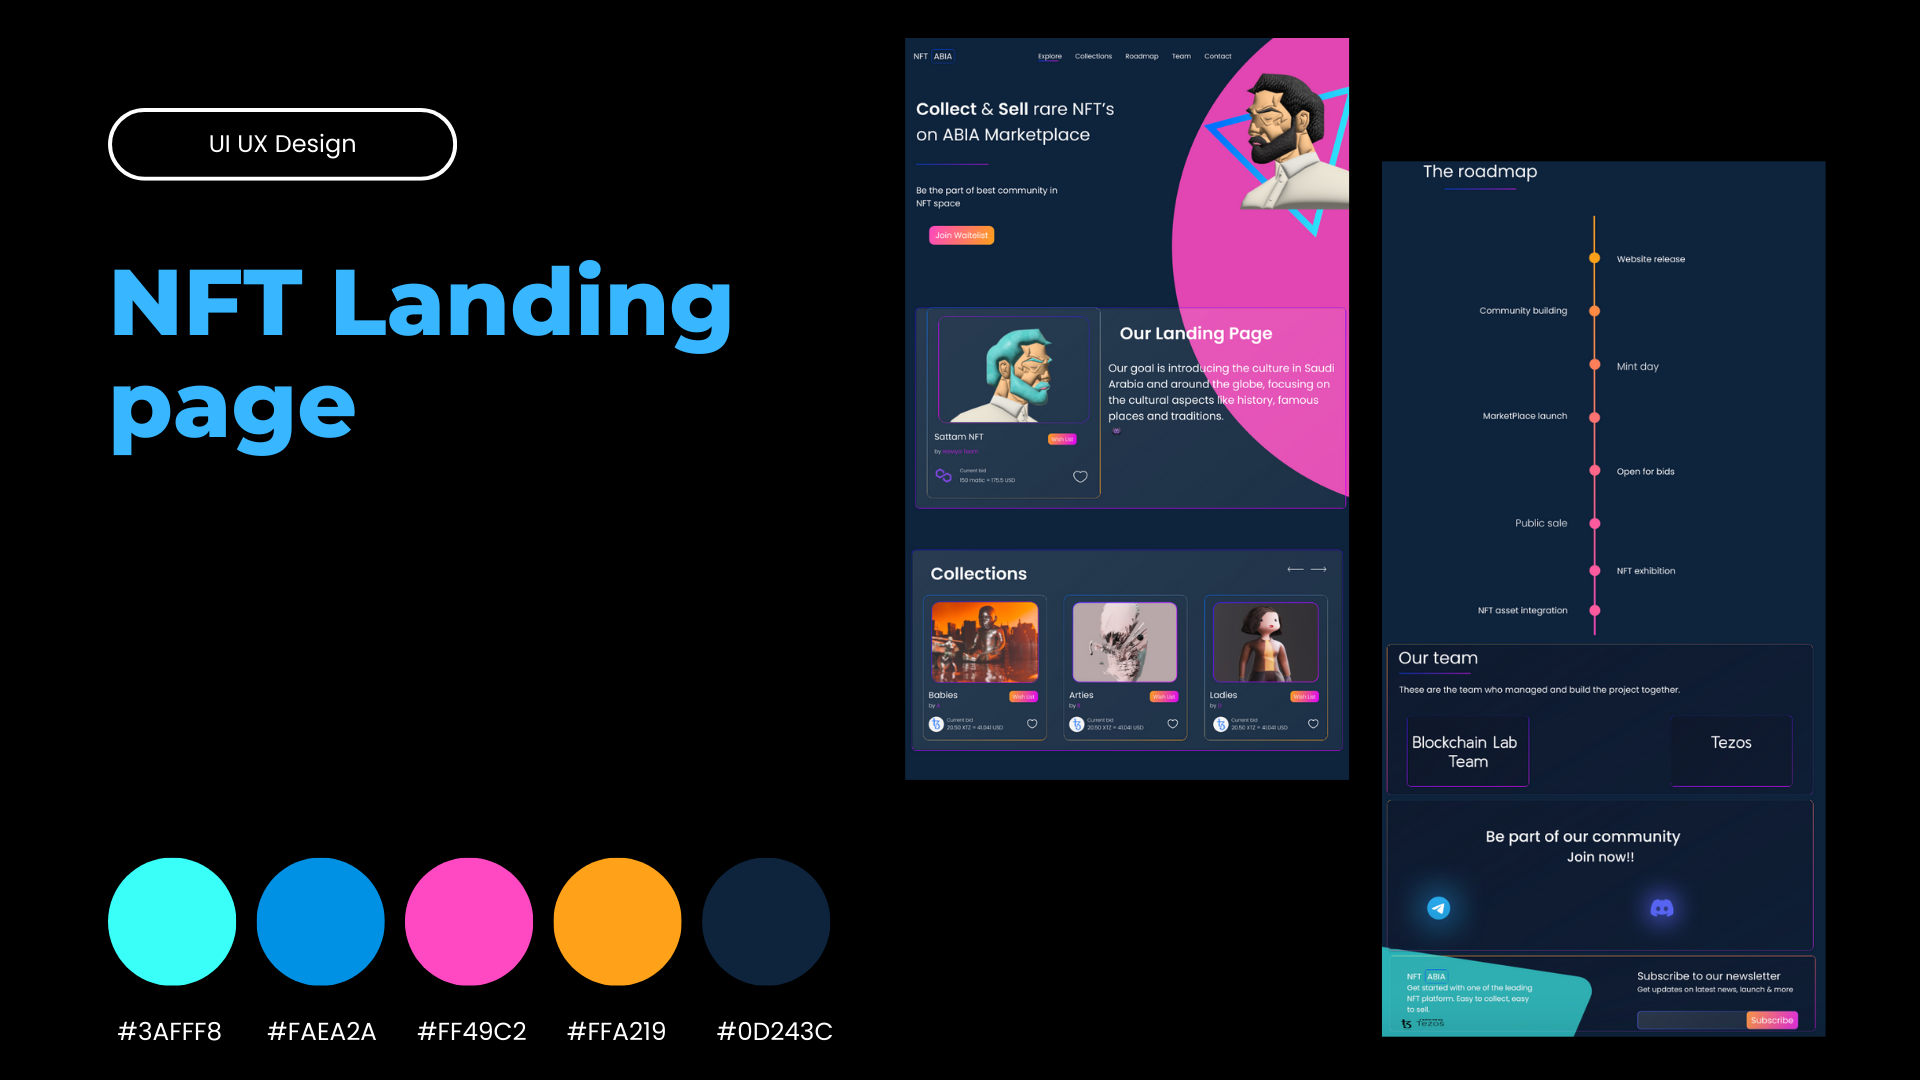 UI UX Design
NFT Landing
page
#3AFFF8
#FAEA2A
#FF49C2
#FFA219
#0D243C
NFT ABIA
Explore
Collections
Roadmap
Team
Contact
Collect & Sell rare NFT's
on ABIA Marketplace
Be the part of best community in
NFT space
Join Waitelist
Sattam NFT
Wish List
by
Current bid
150 matic = 175.5 USD
Our Landing Page
Our goal is introducing the culture in Saudi
Arabia and around the globe, focusing on
the cultural aspects like history, famous
places and traditions.
Collections
Babies
Wish List
by
Current bid
20.50 XTZ = 41.041 USD
Arties
Wish List
by
Current bid
20.50 XTZ = 41.041 USD
Ladies
Wish List
by
Current bid
20.50 XTZ = 41.041 USD
The roadmap
Website release
Community building
Mint day
MarketPlace launch
Open for bids
Public sale
NFT exhibition
NFT asset integration
Our team
These are the team who managed and build the project together.
Blockchain Lab
Team
Tezos
Be part of our community
Join now!!
NFT ABIA
Get started with one of the leading
NFT platform. Easy to collect, easy
to sell.
Tezos
Subscribe to our newsletter
Get updates on latest news, launch & more
Subscribe